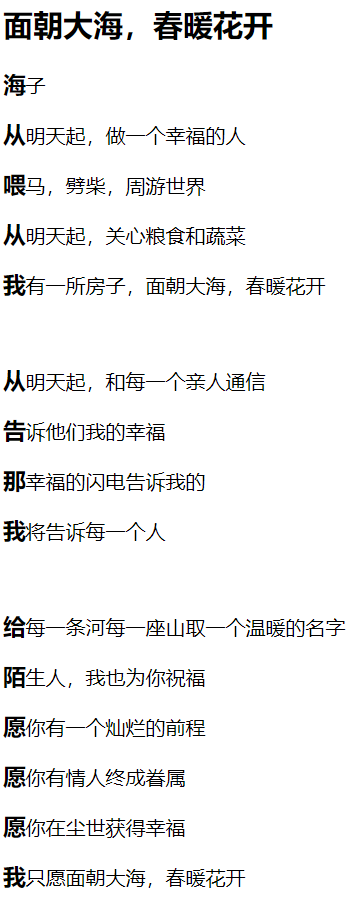 面朝大海，春暖花开
海子
从明天起，做一个幸福的人
喂马，劈柴，周游世界
从明天起，关心粮食和蔬菜
我有一所房子，面朝大海，春暖花开
从明天起，和每一个亲人通信
告诉他们我的幸福
那幸福的闪电告诉我的
我将告诉每一个人
给每一条河每一座山取一个温暖的名字
陌生人，我也为你祝福
愿你有一个灿烂的前程
愿你有情人终成眷属
愿你在尘世获得幸福
我只愿面朝大海，春暖花开